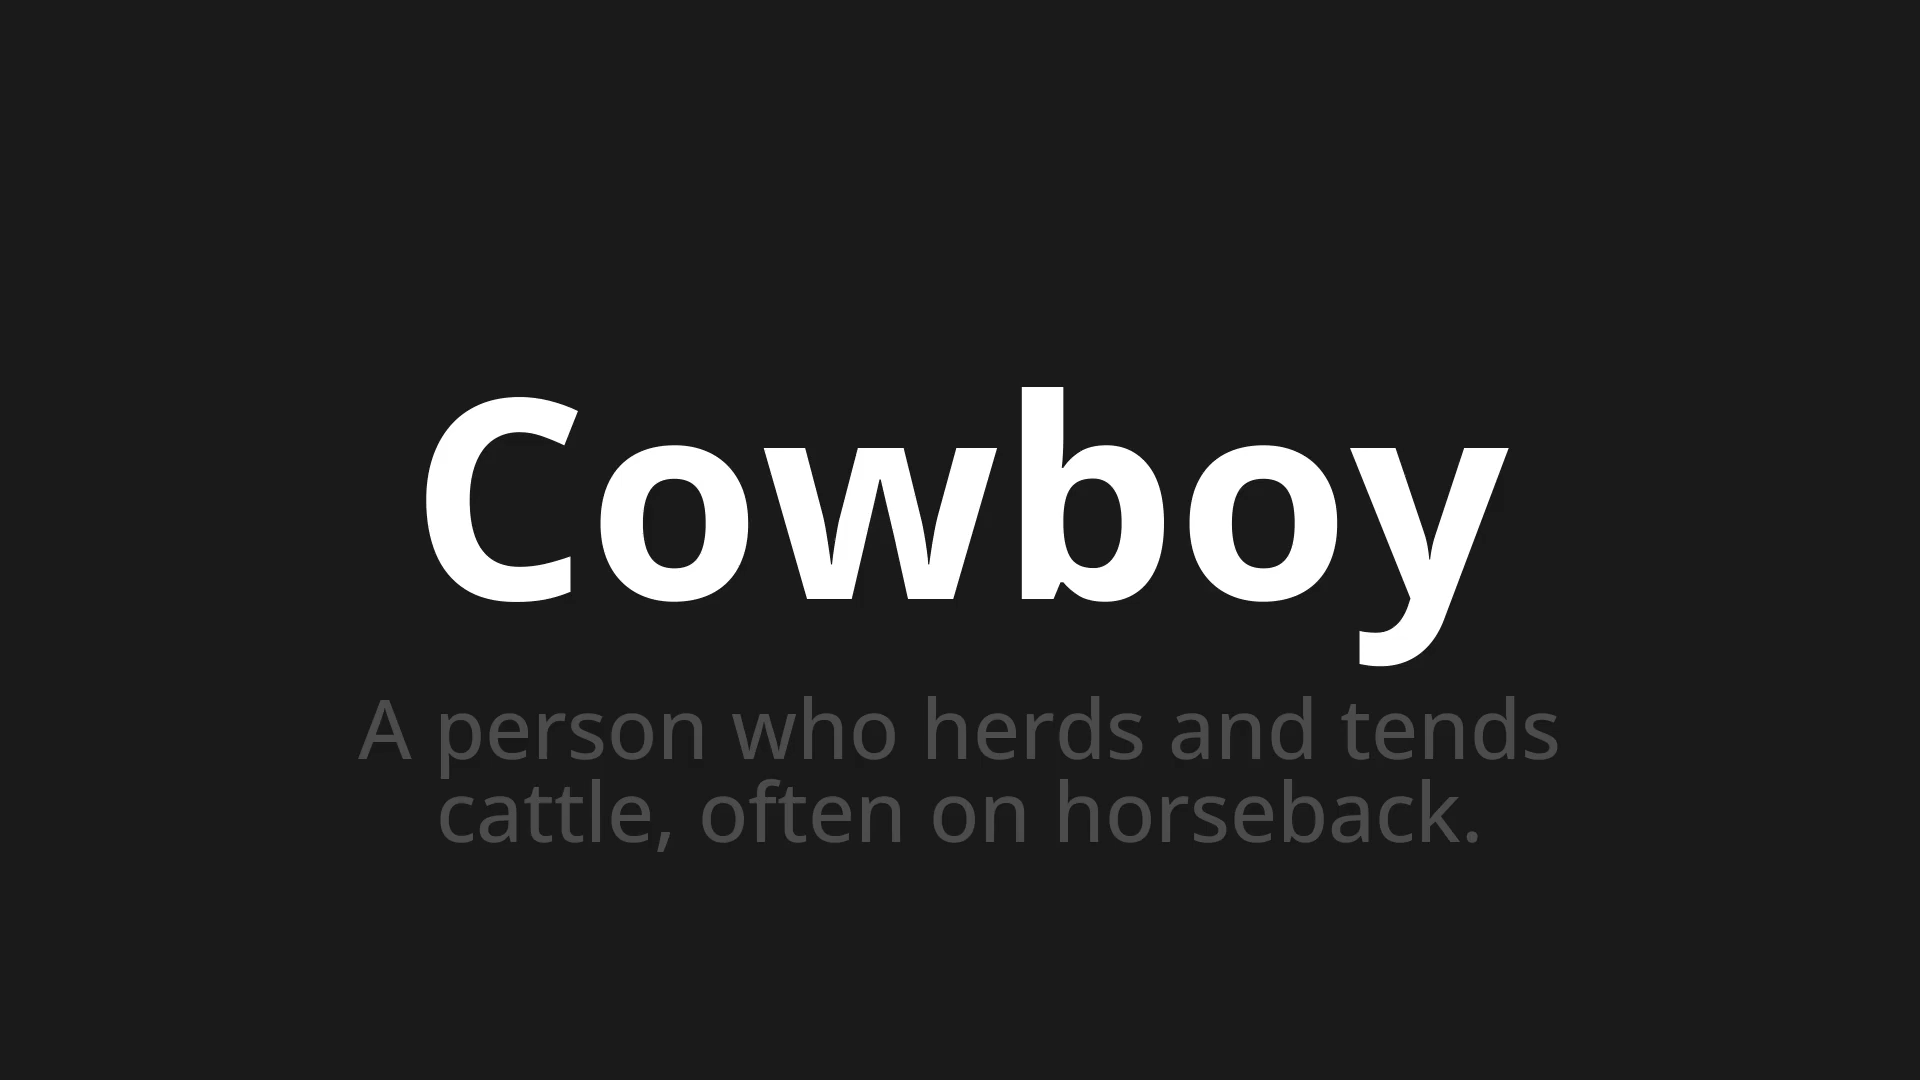 Cowboy
A person who herds and tends
cattle, often on horseback.